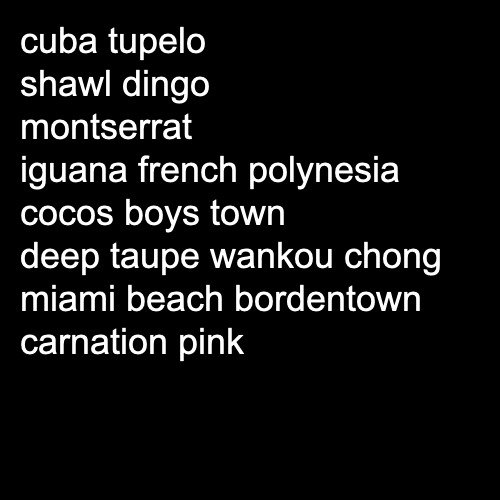 cuba tupelo
shawl dingo
montserrat
iguana french polynesia
cocos boys town
deep taupe wankou chong
miami beach bordentown
carnation pink